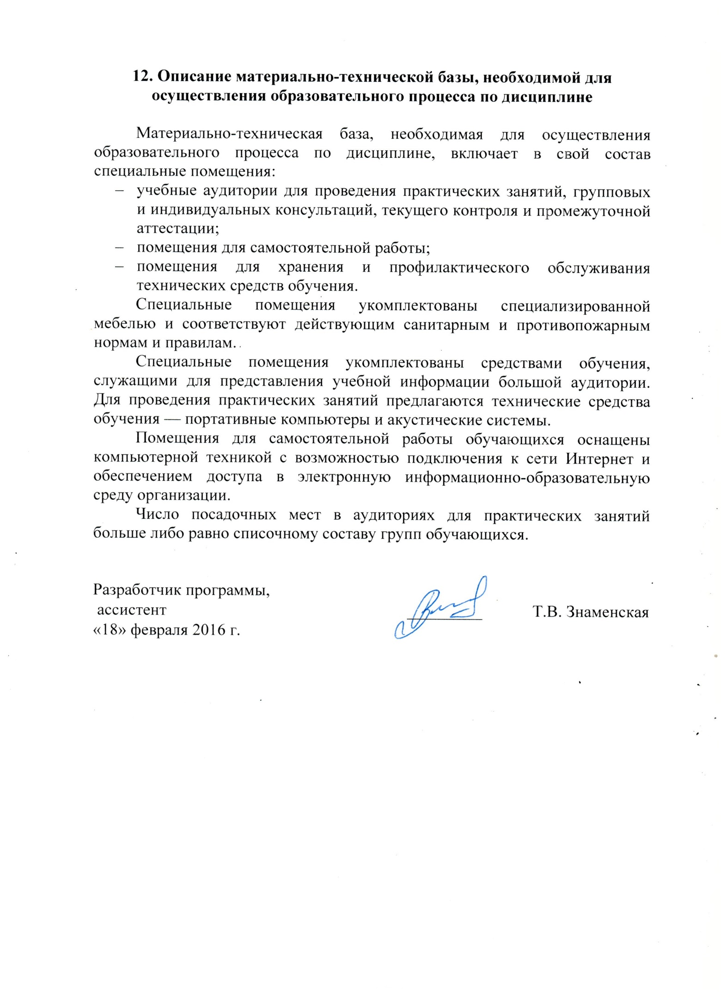 12. Описание материально-технической базы, необходимой для
осуществления образовательного процесса по дисциплине
Материально-техническая база, необходимая для осуществления
образовательного процесса по дисциплине, включает в свой состав
специальные помещения:
– учебные аудитории для проведения практических занятий, групповых
и индивидуальных консультаций, текущего контроля и промежуточной
аттестации;
– помещения для самостоятельной работы;
– помещения для хранения и профилактического обслуживания
технических средств обучения.
Специальные помещения укомплектованы специализированной
мебелью и соответствуют действующим санитарным и противопожарным
нормам и правилам.
Специальные помещения укомплектованы средствами обучения,
служащими для представления учебной информации большой аудитории.
Для проведения практических занятий предлагаются технические средства
обучения — портативные компьютеры и акустические системы.
Помещения для самостоятельной работы обучающихся оснащены
компьютерной техникой с возможностью подключения к сети Интернет и
обеспечением доступа в электронную информационно-образовательную
среду организации.
Число посадочных мест в аудиториях для практических занятий
больше либо равно списочному составу групп обучающихся.
Разработчик программы,
ассистент Т.В. Знаменская
«18» февраля 2016 г.